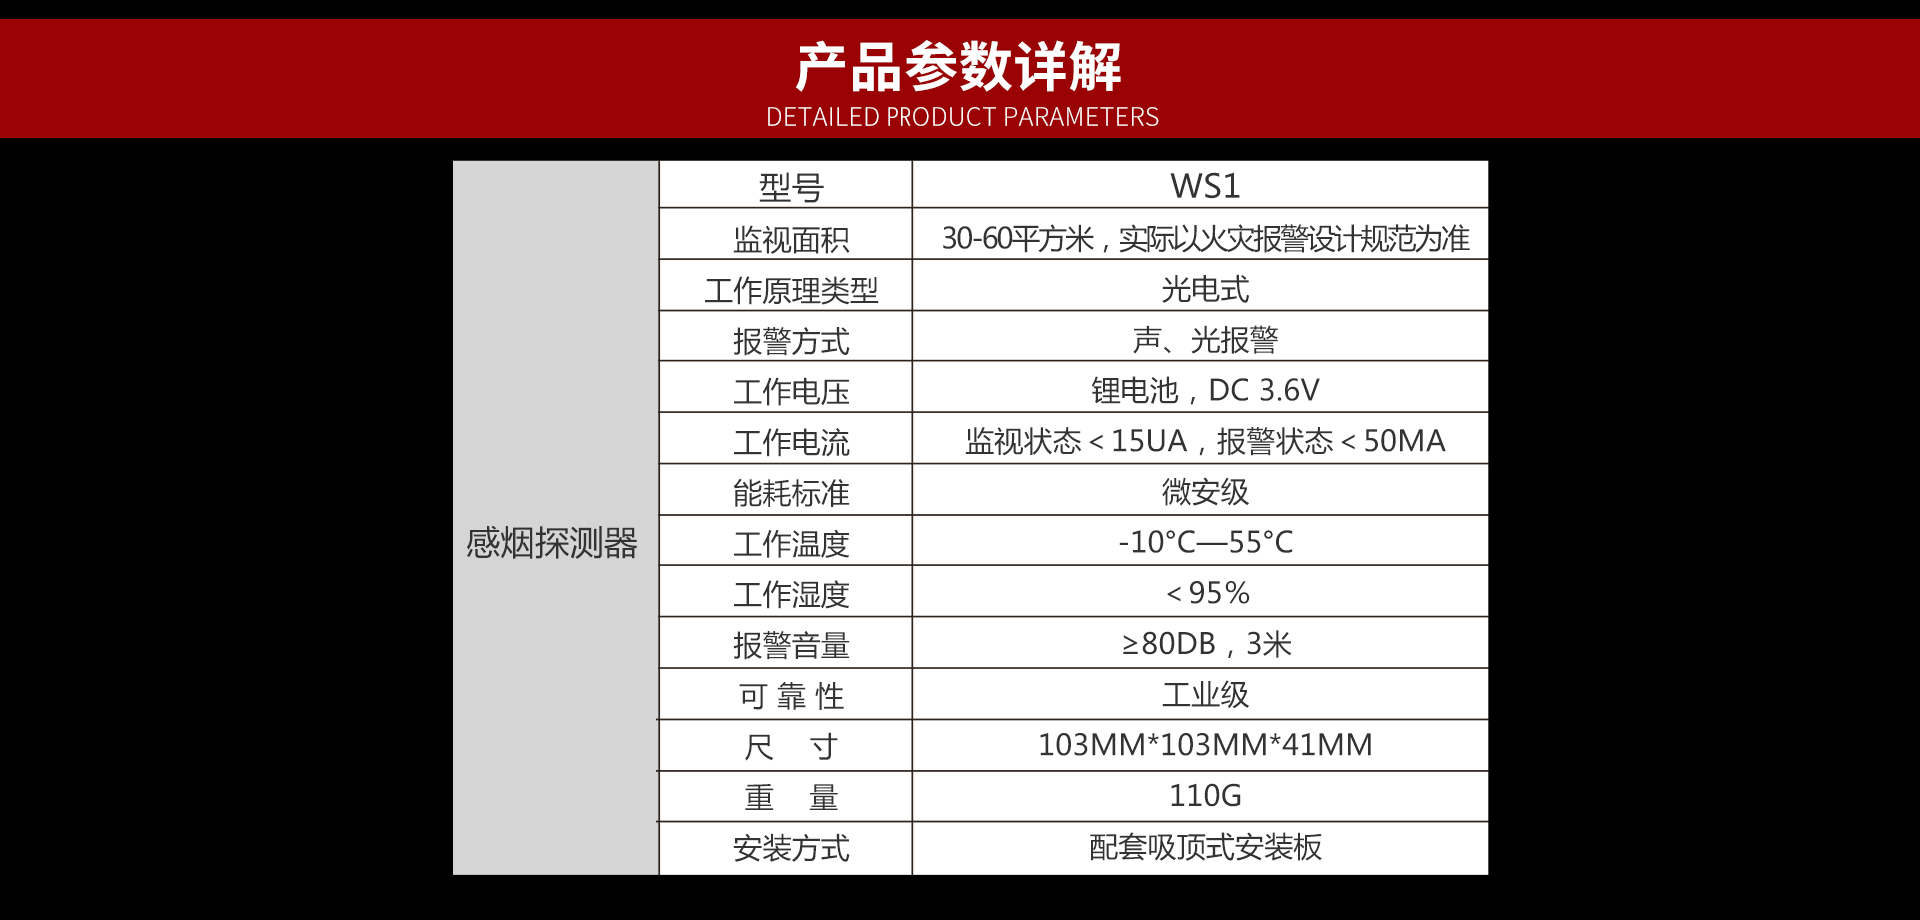 产品参数详解
DETAILED PRODUCT PARAMETERS
感烟探测器
型号 WS1
监视面积 30-60平方米，实际以火灾报警设计规范为准
工作原理类型 光电式
报警方式 声、光报警
工作电压 锂电池，DC 3.6V
工作电流 监视状态＜15UA，报警状态＜50MA
能耗标准 微安级
工作温度 -10°C—55°C
工作湿度 ＜95%
报警音量 ≥80DB，3米
可 靠 性 工业级
尺 寸 103MM*103MM*41MM
重 量 110G
安装方式 配套吸顶式安装板